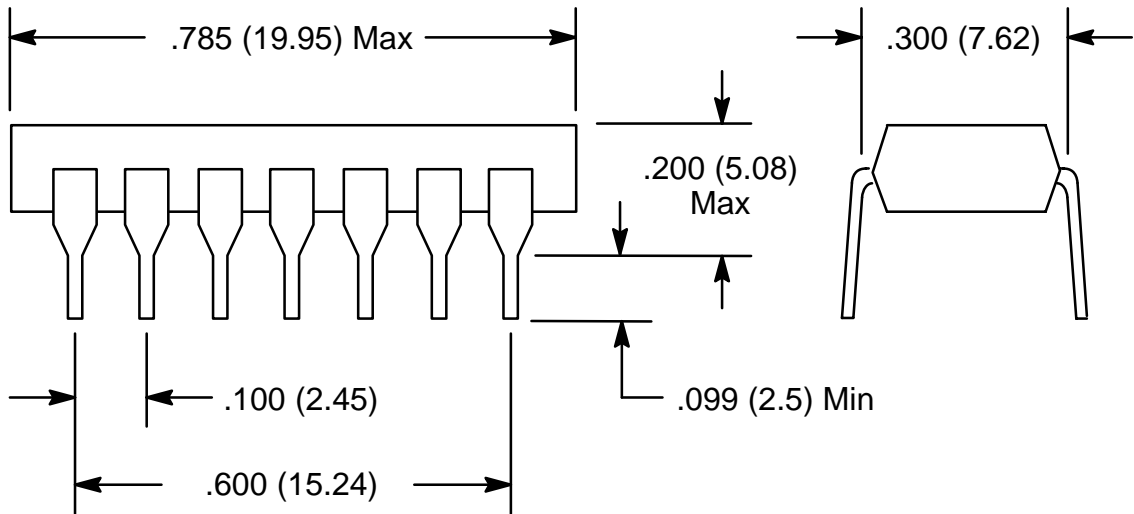 .785 (19.95) Max
.300 (7.62)
.200 (5.08)
Max
.100 (2.45)
.099 (2.5) Min
.600 (15.24)